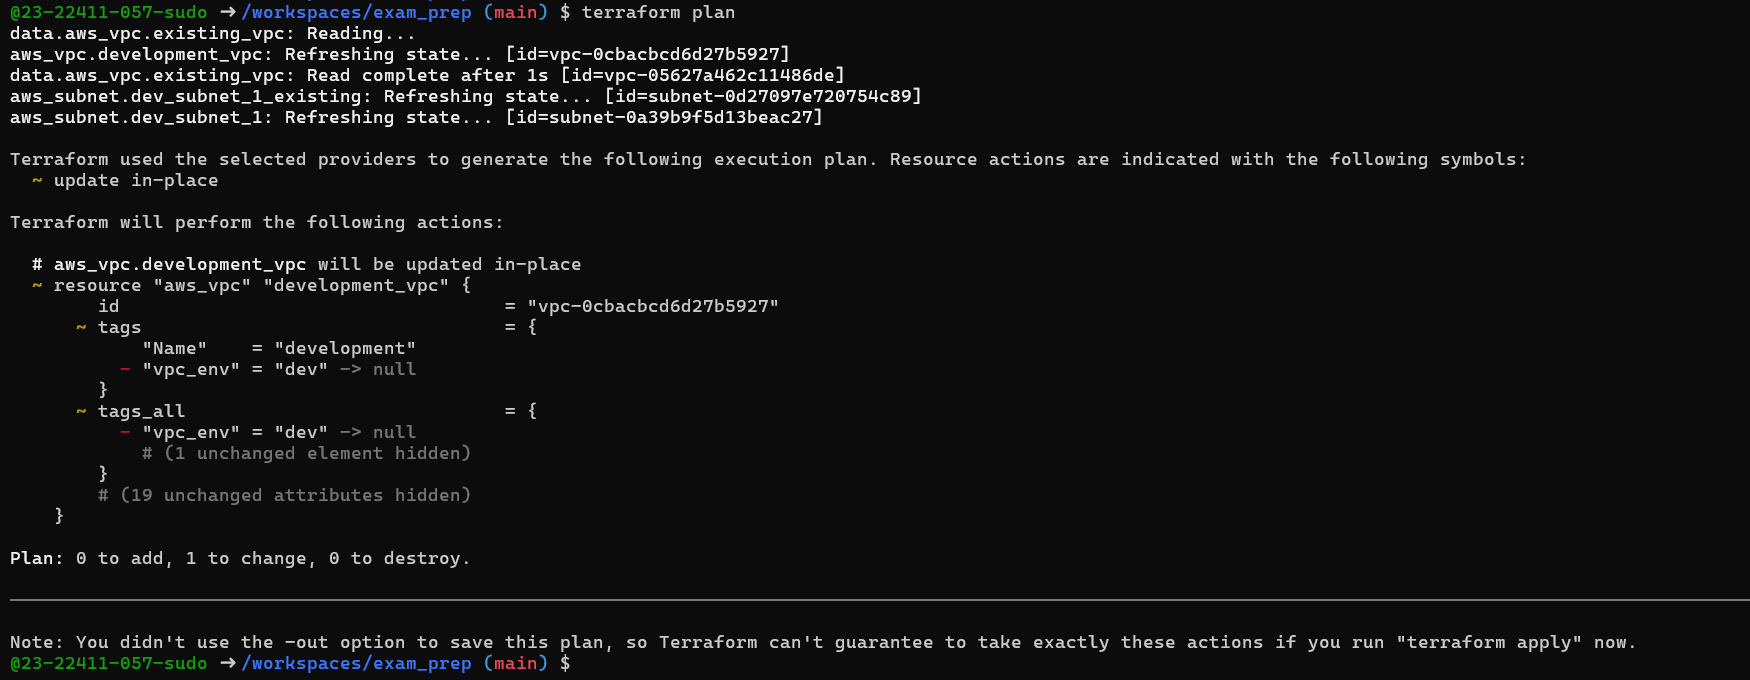 @23-22411-057-sudo ➜ /workspaces/exam_prep (main) $ terraform plan
data.aws_vpc.existing_vpc: Reading...
aws_vpc.development_vpc: Refreshing state... [id=vpc-0cbacbcd6d27b5927]
data.aws_vpc.existing_vpc: Read complete after 1s [id=vpc-05627a462c11486de]
aws_subnet.dev_subnet_1_existing: Refreshing state... [id=subnet-0d27097e720754c89]
aws_subnet.dev_subnet_1: Refreshing state... [id=subnet-0a39b9f5d13beac27]

Terraform used the selected providers to generate the following execution plan. Resource actions are indicated with the following symbols:
  ~ update in-place

Terraform will perform the following actions:

  # aws_vpc.development_vpc will be updated in-place
  ~ resource "aws_vpc" "development_vpc" {
        id                                   = "vpc-0cbacbcd6d27b5927"
      ~ tags                                 = {
            "Name"    = "development"
          - "vpc_env" = "dev" -> null
        }
      ~ tags_all                             = {
          - "vpc_env" = "dev" -> null
            # (1 unchanged element hidden)
        }
        # (19 unchanged attributes hidden)
    }

Plan: 0 to add, 1 to change, 0 to destroy.

Note: You didn't use the -out option to save this plan, so Terraform can't guarantee to take exactly these actions if you run "terraform apply" now.
@23-22411-057-sudo ➜ /workspaces/exam_prep (main) $